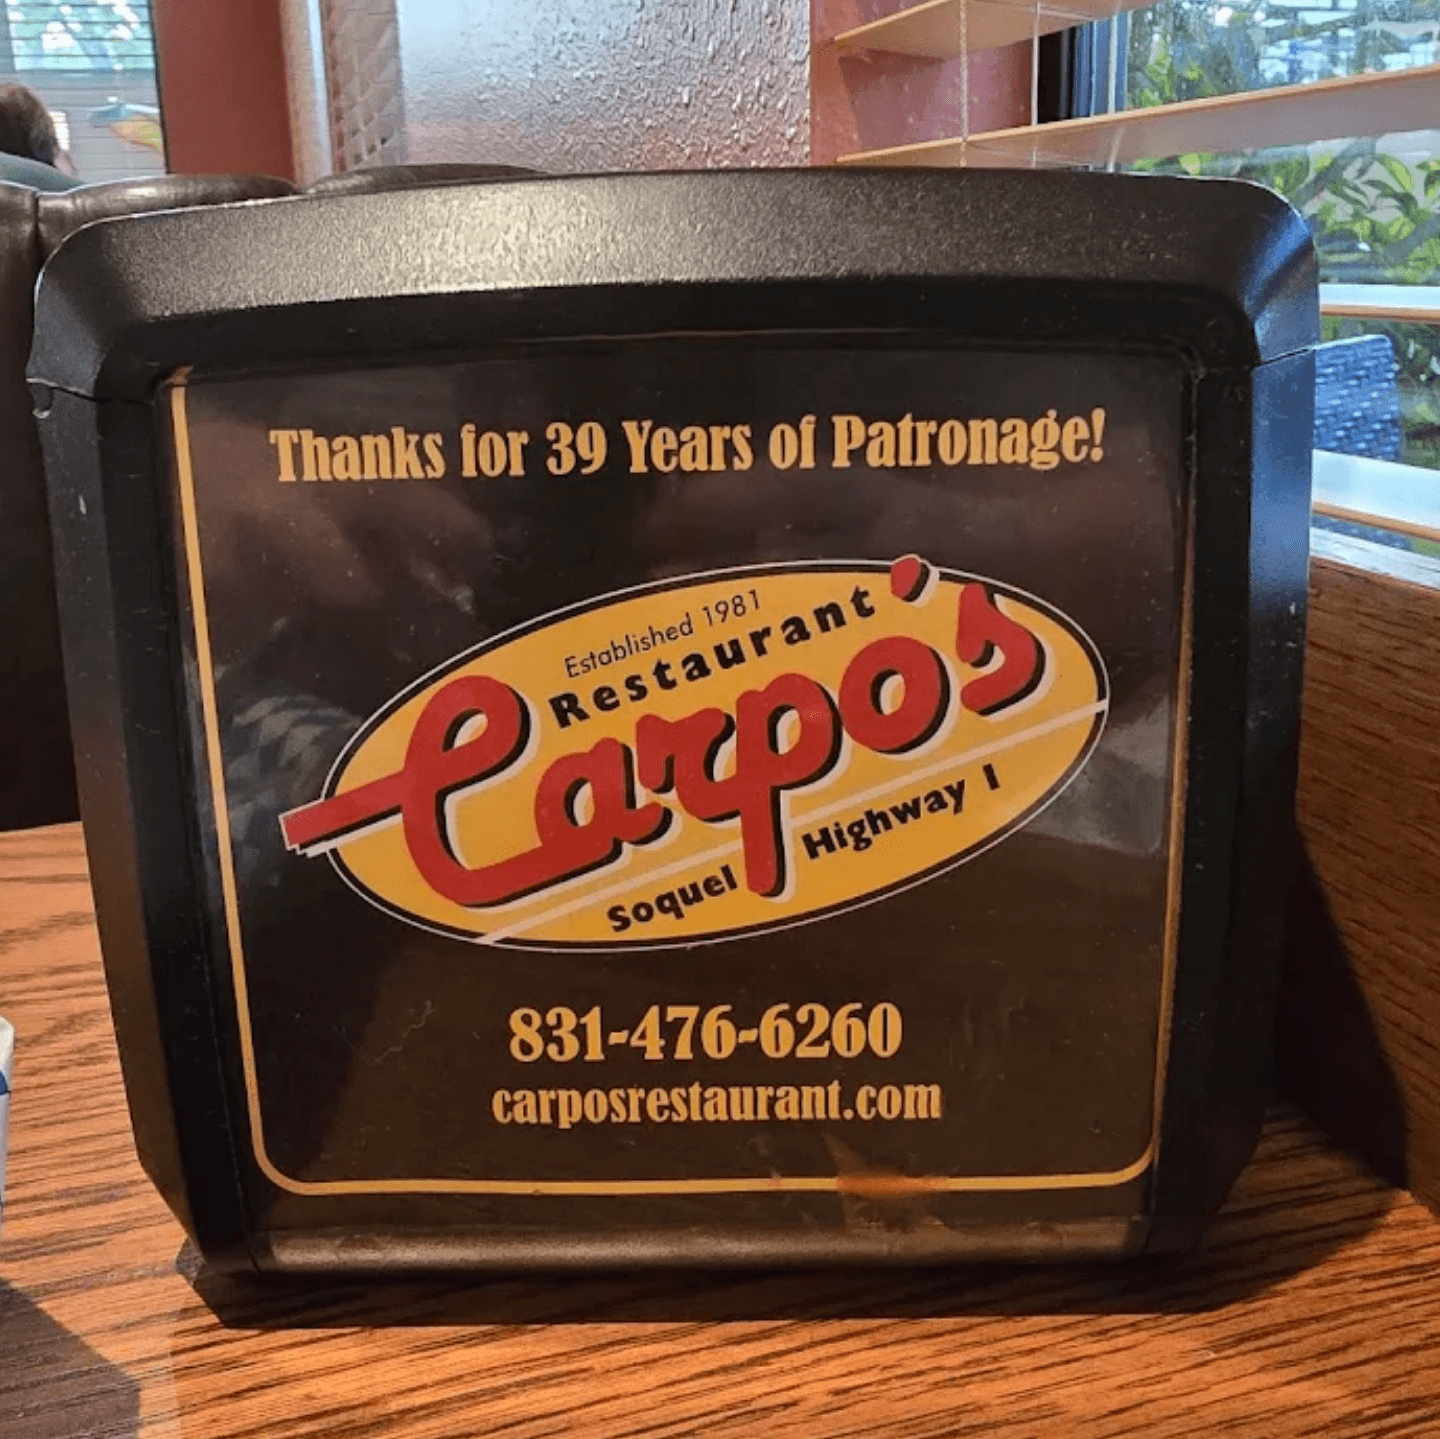 Thanks for 39 Years of Patronage!
Established 1981
Restaurant
Carpo's
Soquel Highway 1
831-476-6260
carposrestaurant.com